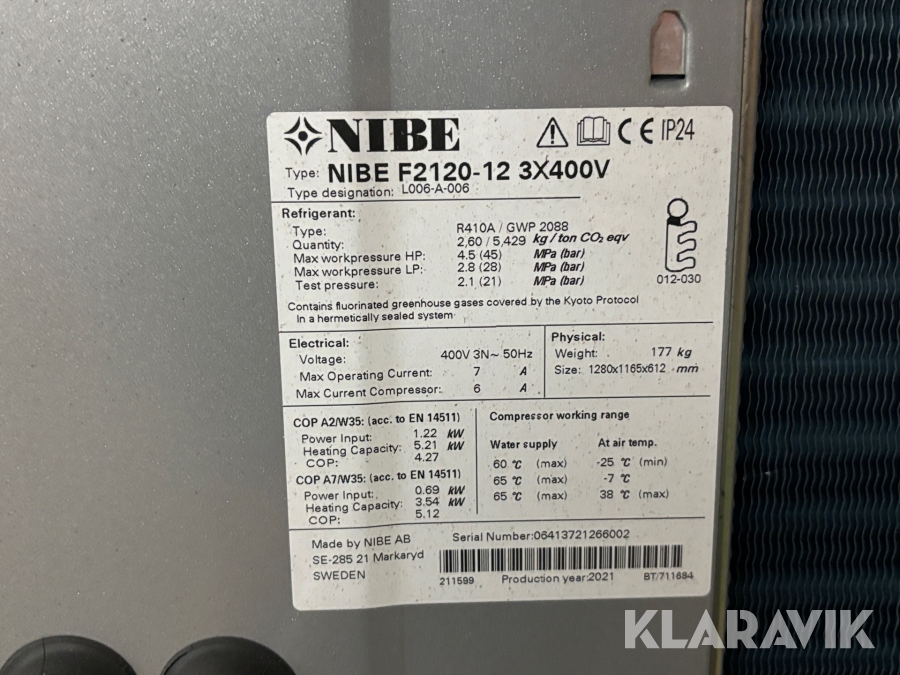 NIBE CE IP24
Type: NIBE F2120-12 3X400V
Type designation: L006-A-006
Refrigerant:
Type: R410A / GWP 2088
Quantity: 2,60 / 5,429 kg / ton CO₂ eqv
Max workpressure HP: 4.5 (45) MPa (bar)
Max workpressure LP: 2.8 (28) MPa (bar)
Test pressure: 2.1 (21) MPa (bar)
012-030
Contains fluorinated greenhouse gases covered by the Kyoto Protocol
In a hermetically sealed system
Electrical:
Voltage: 400V 3N~ 50Hz
Max Operating Current: 7 A
Max Current Compressor: 6 A
Physical:
Weight: 177 kg
Size: 1280x1165x612 mm
COP A2/W35: (acc. to EN 14511)
Power Input: 1.22 kW
Heating Capacity: 5.21 kW
COP: 4.27
COP A7/W35: (acc. to EN 14511)
Power Input: 0.69 kW
Heating Capacity: 3.54 kW
COP: 5.12
Compressor working range
Water supply At air temp.
60 °C (max) -25 °C (min)
65 °C (max) -7 °C
65 °C (max) 38 °C (max)
Made by NIBE AB
SE-285 21 Markaryd
SWEDEN
Serial Number:06413721266002
211599 Production year:2021 BT/711684
KLARAVIK